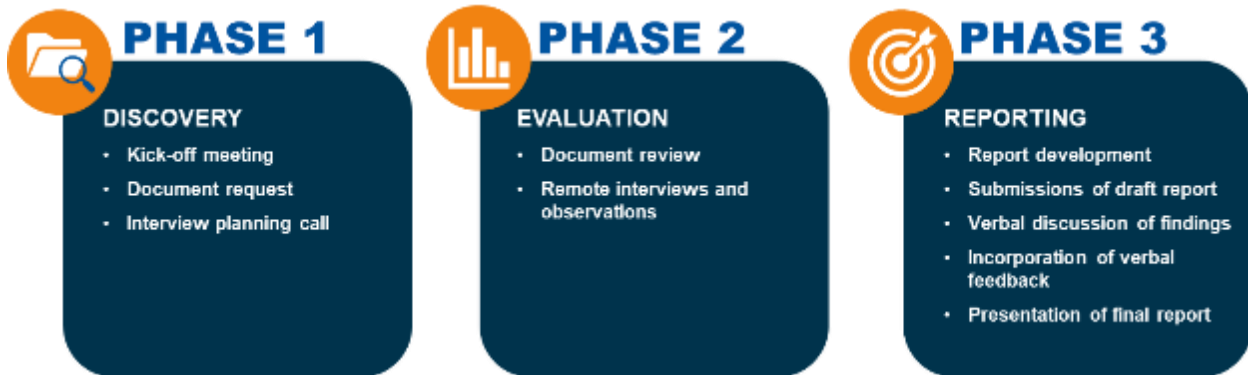 PHASE 1
DISCOVERY
• Kick-off meeting
• Document request
• Interview planning call
PHASE 2
EVALUATION
• Document review
• Remote interviews and
observations
PHASE 3
REPORTING
• Report development
• Submissions of draft report
• Verbal discussion of findings
• Incorporation of verbal
feedback
• Presentation of final report